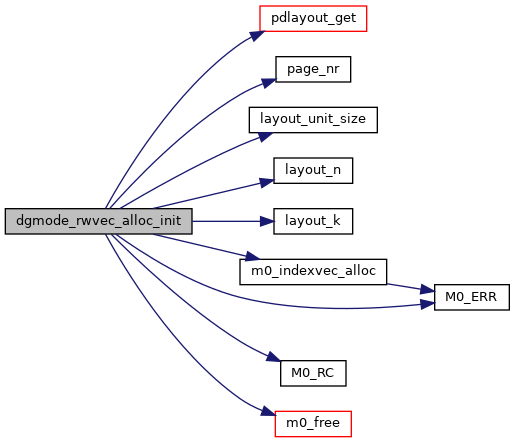 pdlayout_get
page_nr
layout_unit_size
layout_n
dgmode_rwvec_alloc_init
layout_k
m0_indexvec_alloc
M0_ERR
M0_RC
m0_free